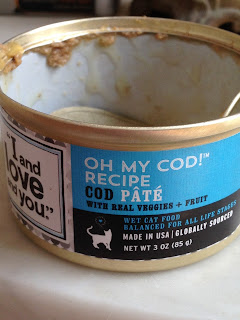 "I and
love
and you."
OH MY COD!™
RECIPE
COD PÂTÉ
WITH REAL VEGGIES + FRUIT
WET CAT FOOD
BALANCED FOR ALL LIFE STAGES
MADE IN USA | GLOBALLY SOURCED
NET WT 3 OZ (85 g)